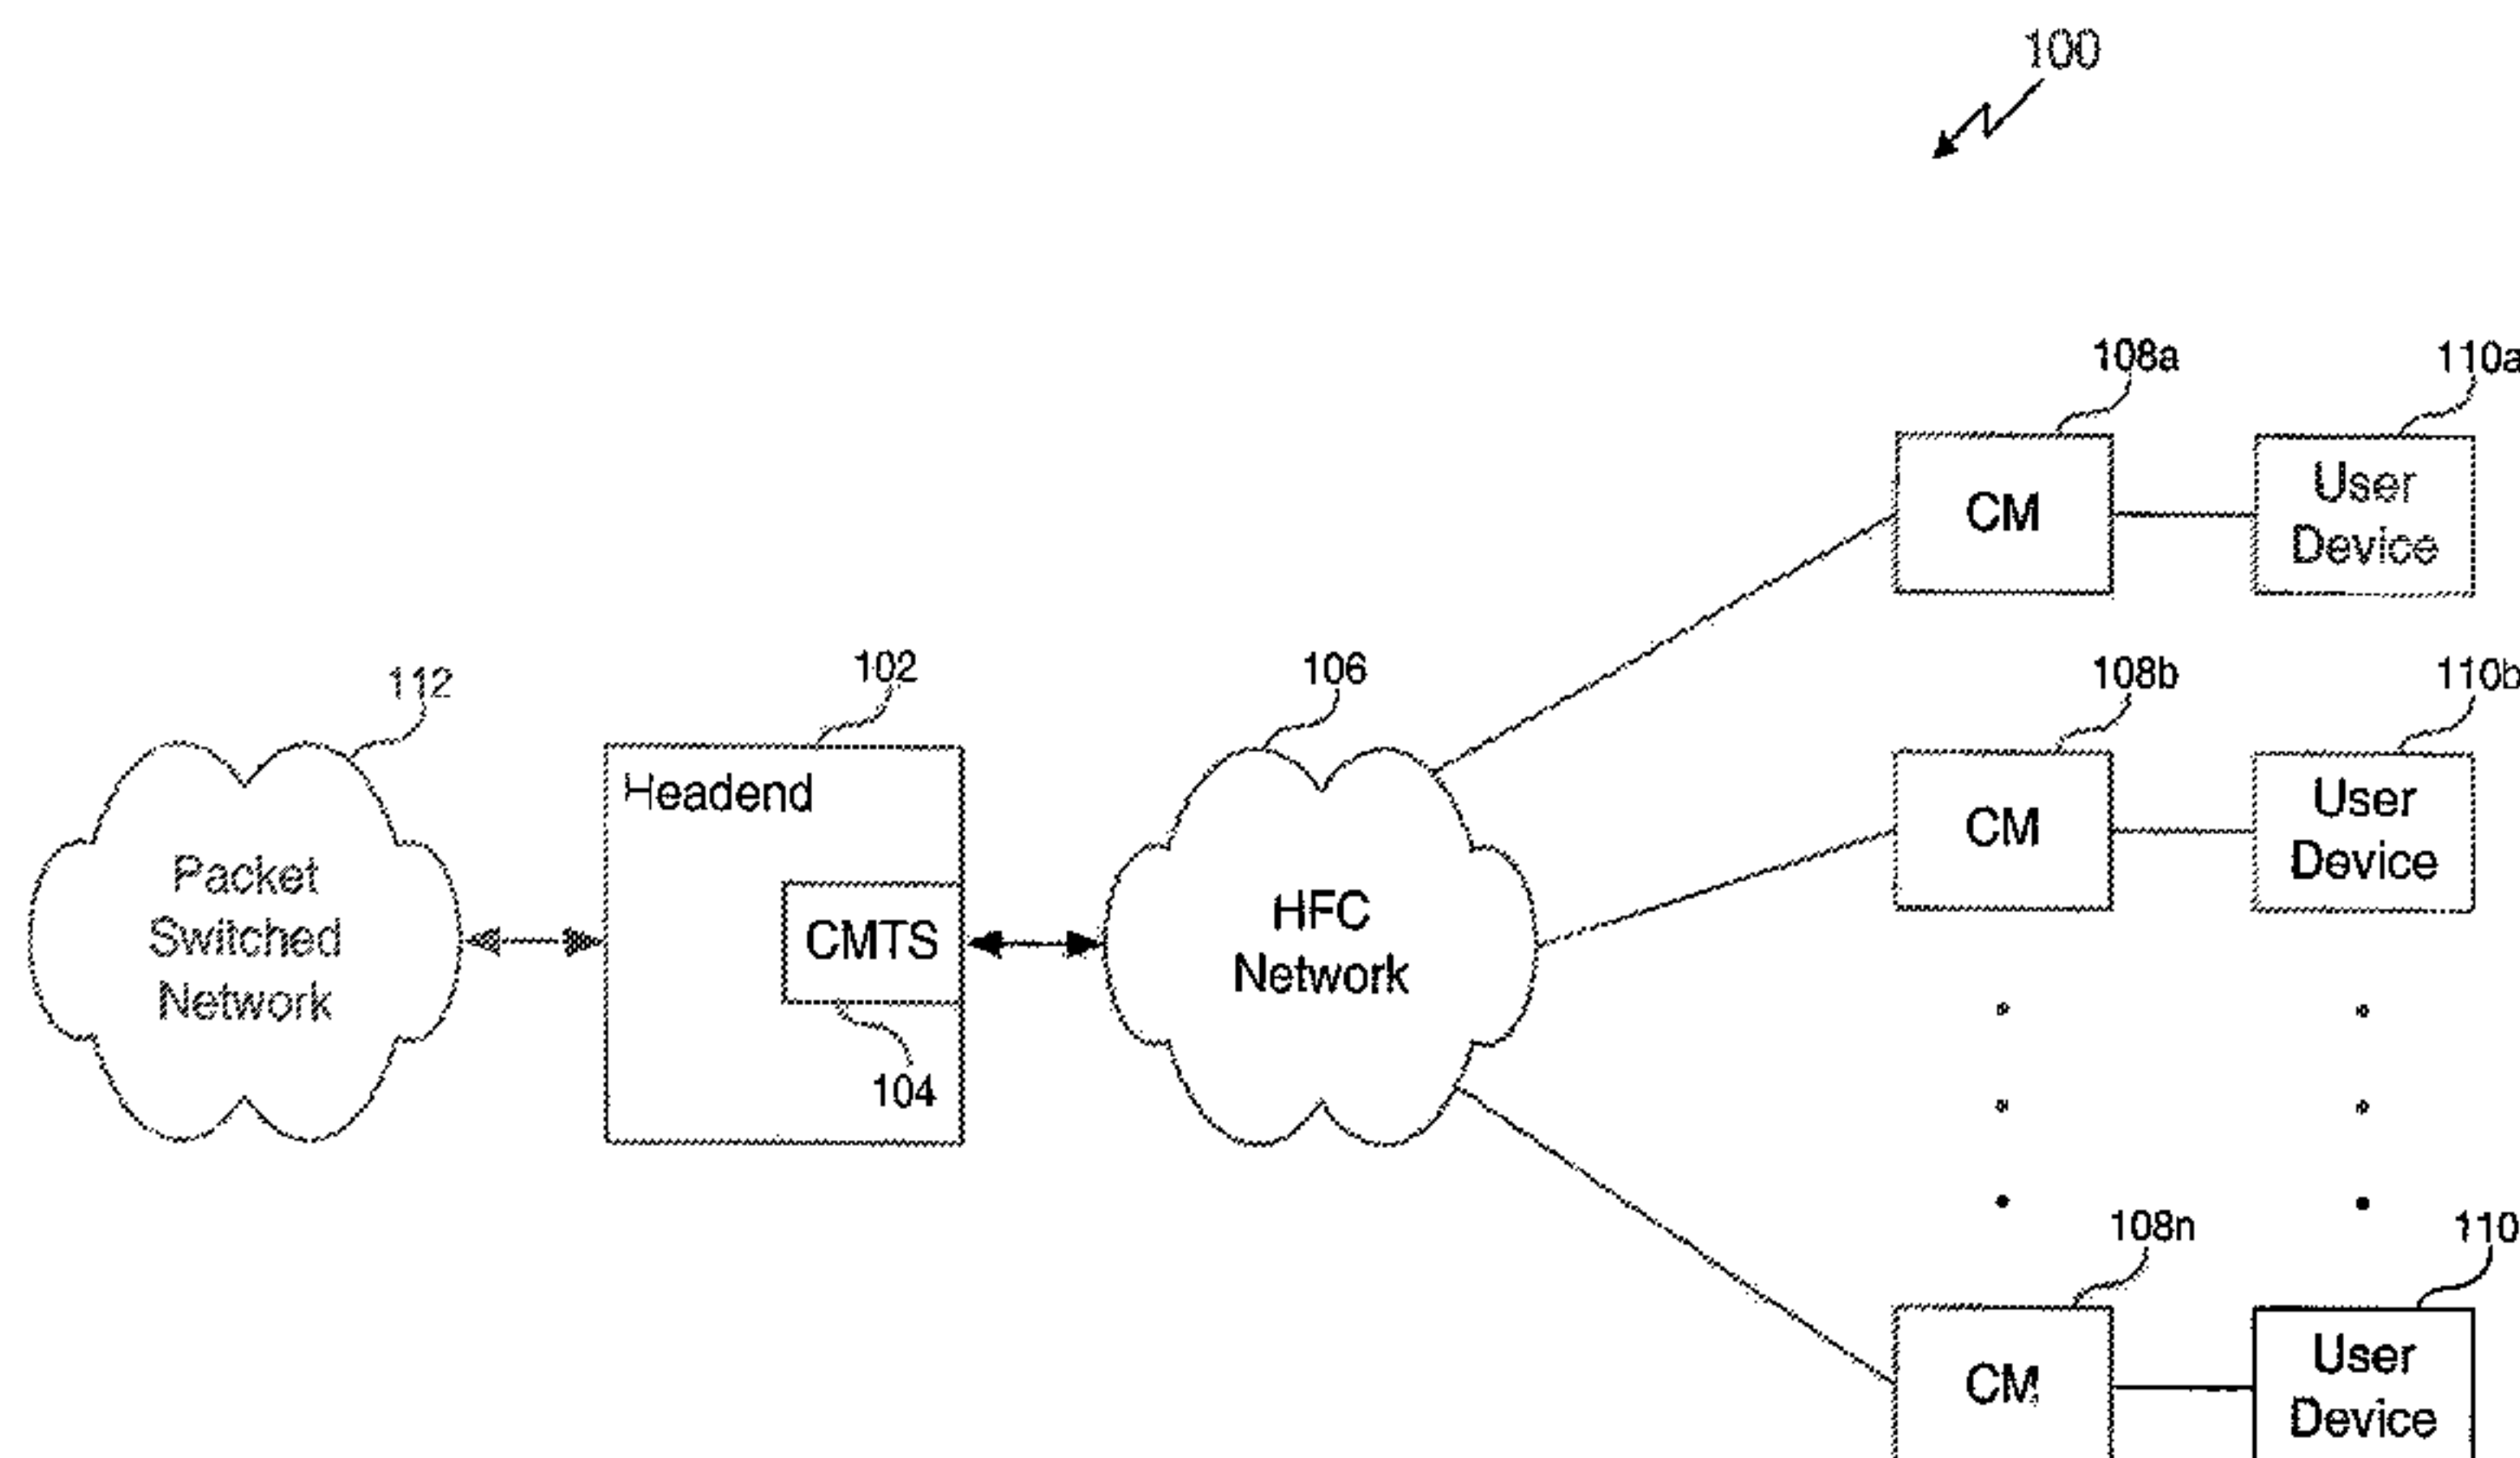 100
108a
110a
CM
User
Device
112
102
106
108b
110b
Headend
CM
User
Device
Packet
Switched
Network
CMTS
HFC
Network
104
108n
110
CM
User
Device